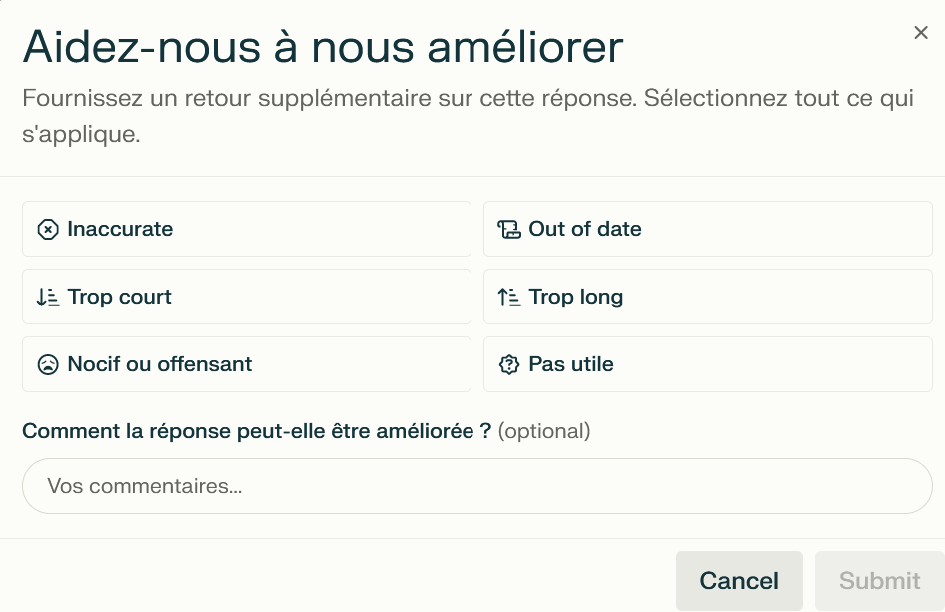 Aidez-nous à nous améliorer
Fournissez un retour supplémentaire sur cette réponse. Sélectionnez tout ce qui
s'applique.
Inaccurate
Out of date
Trop court
Trop long
Nocif ou offensant
Pas utile
Comment la réponse peut-elle être améliorée ? (optional)
Vos commentaires...
Cancel
Submit